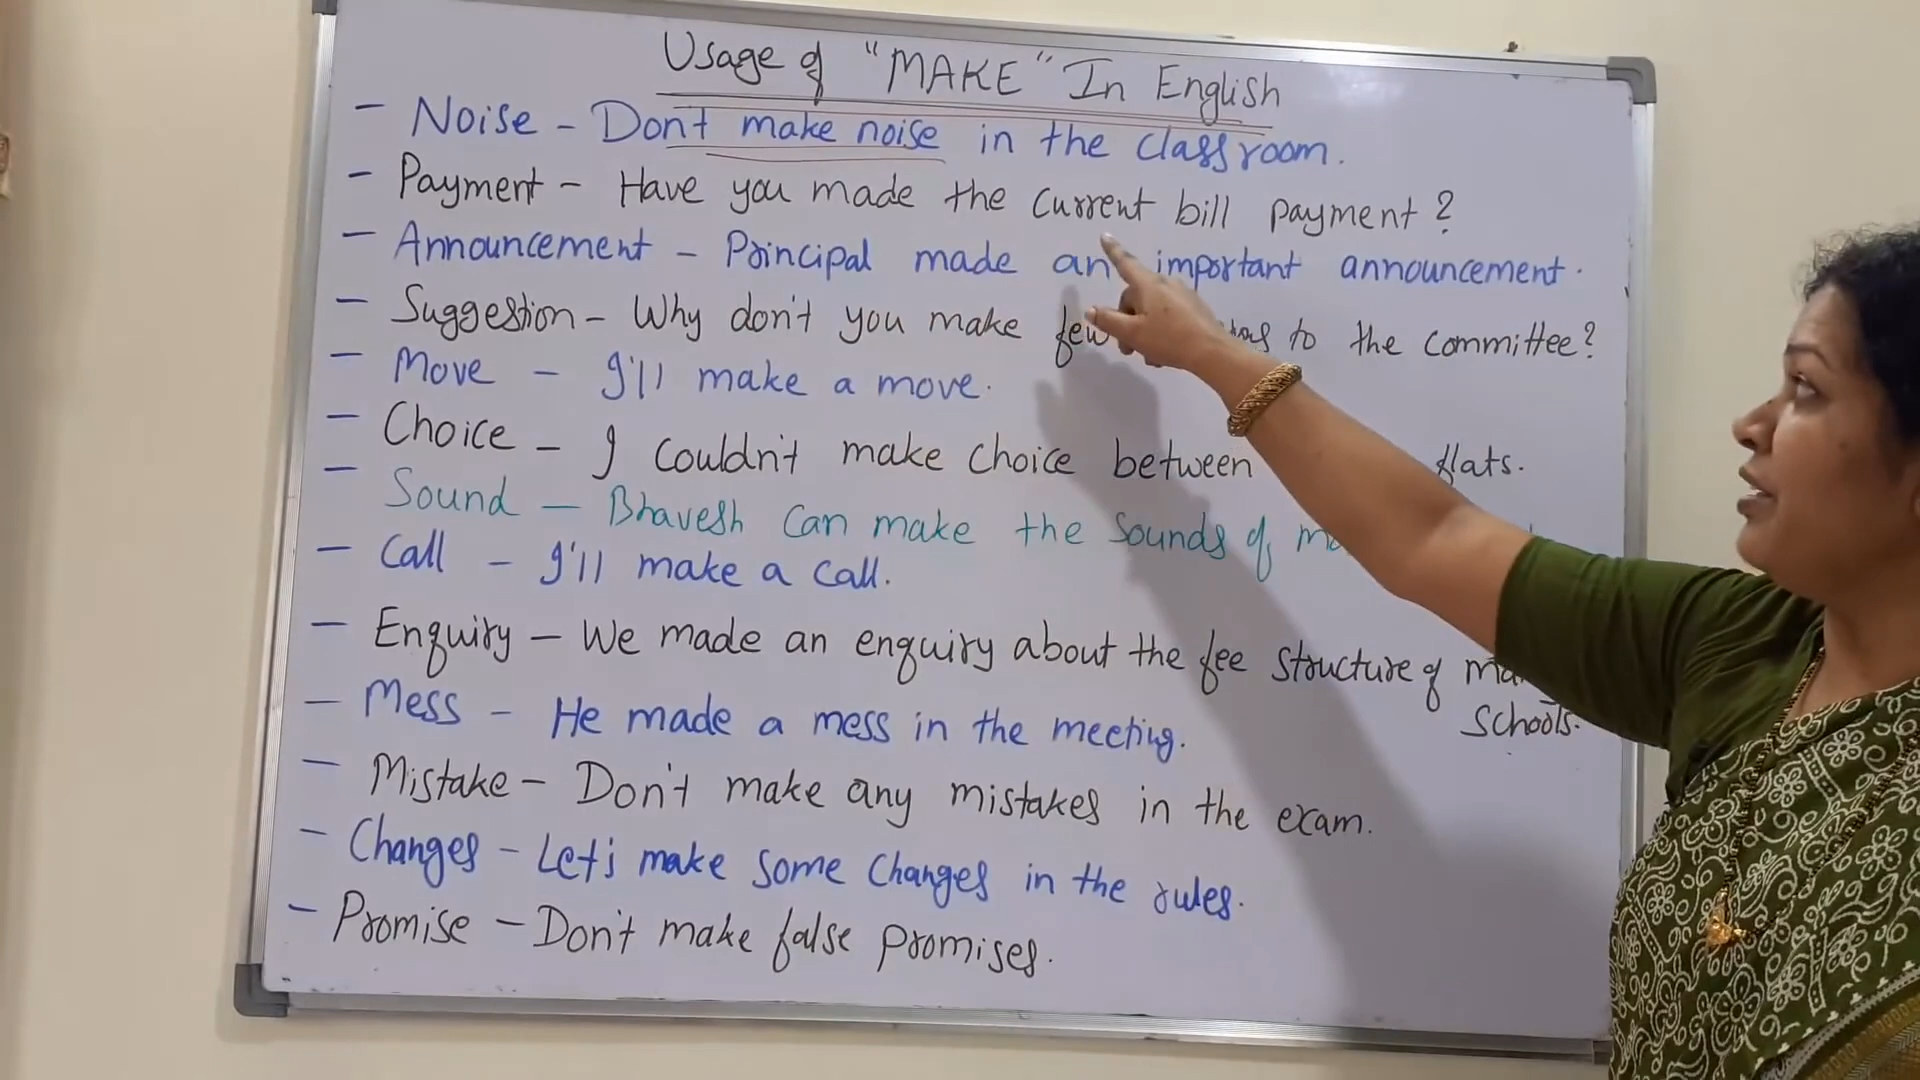 Usage of "MAKE" In English
- Noise - Don't make noise in the classroom.
- Payment - Have you made the current bill payment?
- Announcement - Principal made an important announcement.
- Suggestion - Why don't you make few to the committee?
- Move - I'll make a move.
- Choice - I couldn't make choice between flats.
- Sound - Bhavesh can make the sounds of
- Call - I'll make a call.
- Enquiry - We made an enquiry about the fee structure of
schools.
- Mess - He made a mess in the meeting.
- Mistake - Don't make any mistakes in the exam.
- Changes - Let's make some changes in the rules.
- Promise - Don't make false promises.